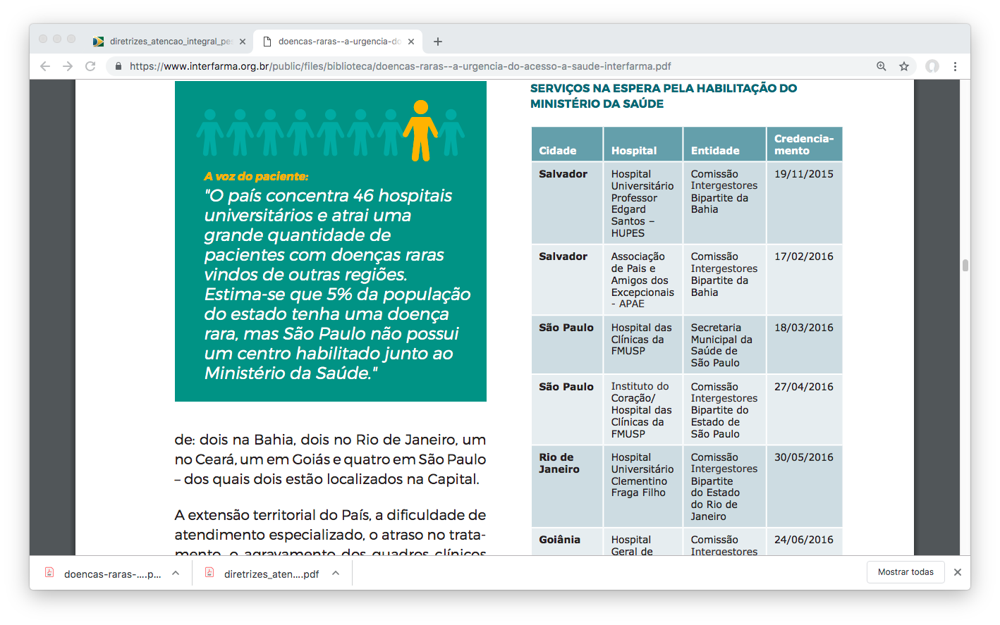 diretrizes_atencao_integral_pes
doencas-raras--a-urgencia-do
https://www.interfarma.org.br/public/files/biblioteca/doencas-raras--a-urgencia-do-acesso-a-saude-interfarma.pdf
A voz do paciente:
"O país concentra 46 hospitais
universitários e atrai uma
grande quantidade de
pacientes com doenças raras
vindos de outras regiões.
Estima-se que 5% da população
do estado tenha uma doença
rara, mas São Paulo não possui
um centro habilitado junto ao
Ministério da Saúde."
de: dois na Bahia, dois no Rio de Janeiro, um
no Ceará, um em Goiás e quatro em São Paulo
– dos quais dois estão localizados na Capital.
A extensão territorial do País, a dificuldade de
atendimento especializado, o atraso no trata-
mento, o agravamento dos quadros clínicos
SERVIÇOS NA ESPERA PELA HABILITAÇÃO DO
MINISTÉRIO DA SAÚDE
Cidade
Hospital
Entidade
Credencia-
mento
Salvador
Hospital
Universitário
Professor
Edgard
Santos –
HUPES
Comissão
Intergestores
Bipartite da
Bahia
19/11/2015
Salvador
Associação
de Pais e
Amigos dos
Excepcionais
- APAE
Comissão
Intergestores
Bipartite da
Bahia
17/02/2016
São Paulo
Hospital das
Clínicas da
FMUSP
Secretaria
Municipal da
Saúde de
São Paulo
18/03/2016
São Paulo
Instituto do
Coração/
Hospital das
Clínicas da
FMUSP
Comissão
Intergestores
Bipartite do
Estado de
São Paulo
27/04/2016
Rio de
Janeiro
Hospital
Universitário
Clementino
Fraga Filho
Comissão
Intergestores
Bipartite
do Estado
do Rio de
Janeiro
30/05/2016
Goiânia
Hospital
Geral de
Comissão
Intergestores
24/06/2016
doencas-raras-....p...
diretrizes_aten....pdf
Mostrar todas